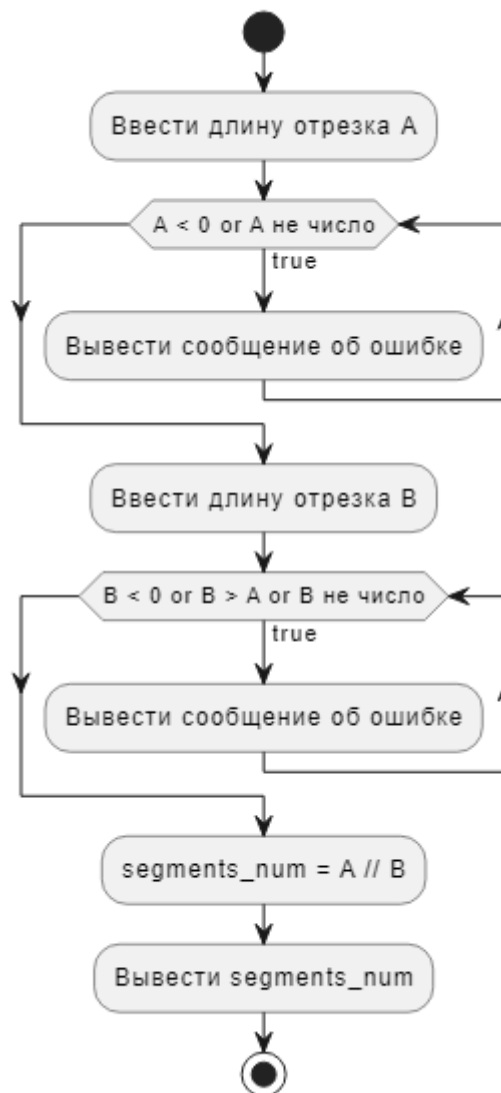 Ввести длину отрезка A
A < 0 or A не число
true
Вывести сообщение об ошибке
Ввести длину отрезка B
B < 0 or B > A or B не число
true
Вывести сообщение об ошибке
segments_num = A // B
Вывести segments_num